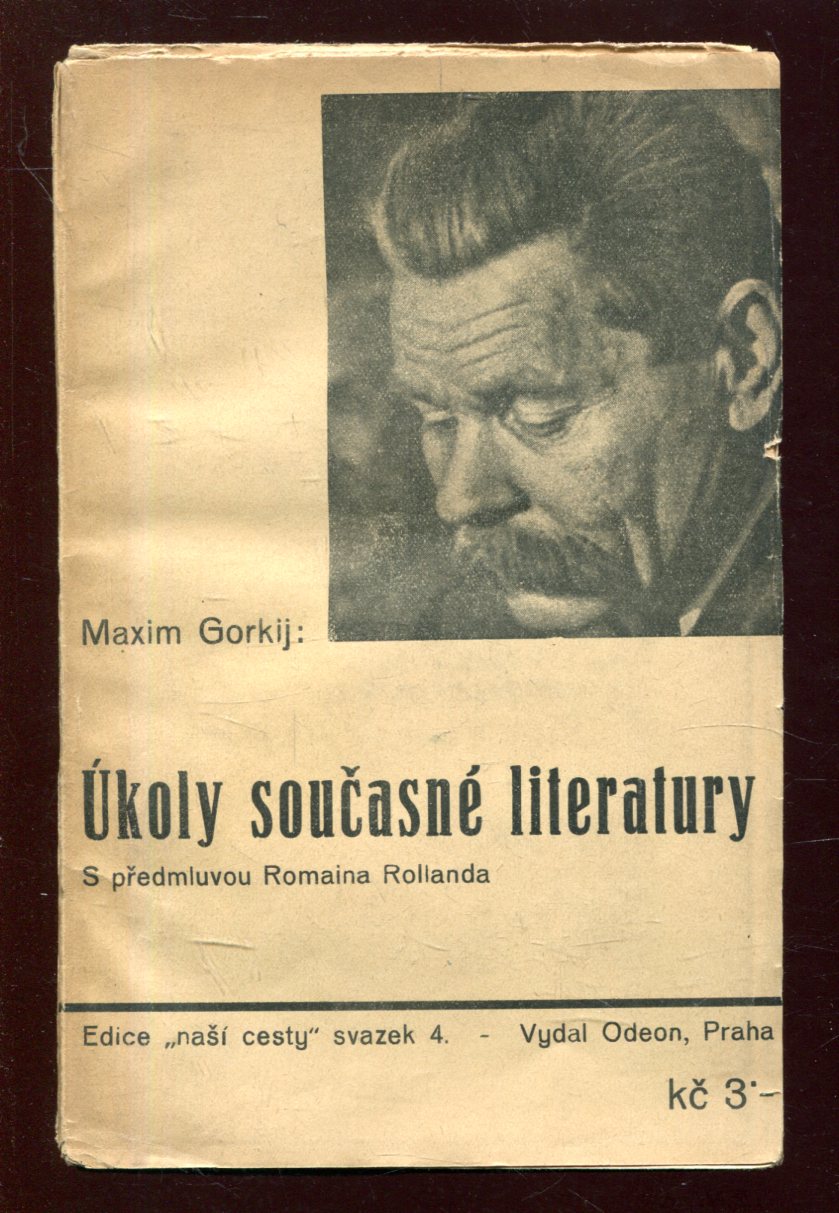 Maxim Gorkij:
Úkoly současné literatury
S předmluvou Romaina Rollanda
Edice „naší cesty“ svazek 4. - Vydal Odeon, Praha
kč 3·–